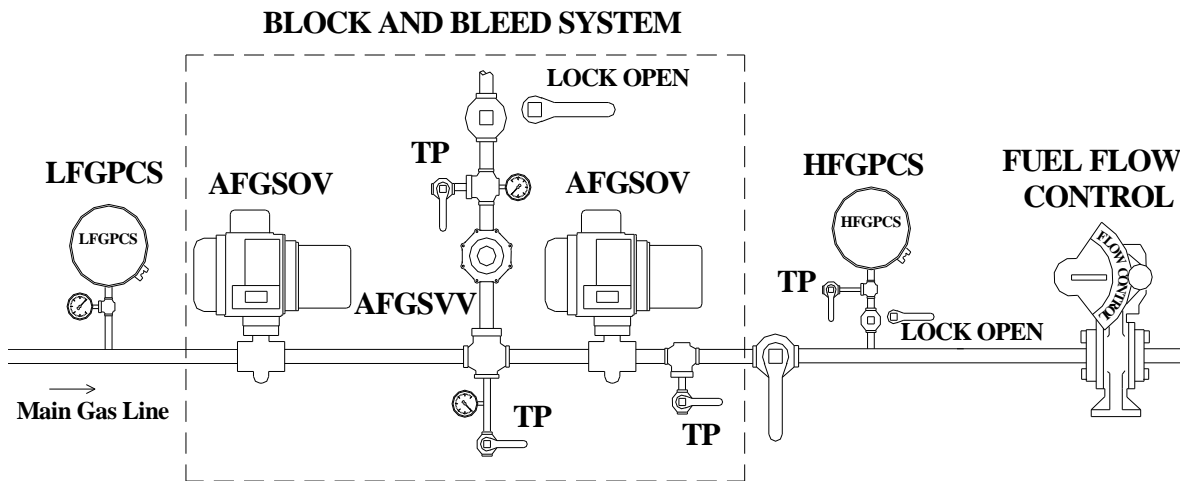 BLOCK AND BLEED SYSTEM
LOCK OPEN
TP
LFGPCS
AFGSOV
AFGSOV
HFGPCS
FUEL FLOW
CONTROL
LFGPCS
HFGPCS
FLOW CONTROL
TP
AFGSVV
LOCK OPEN
Main Gas Line
TP
TP